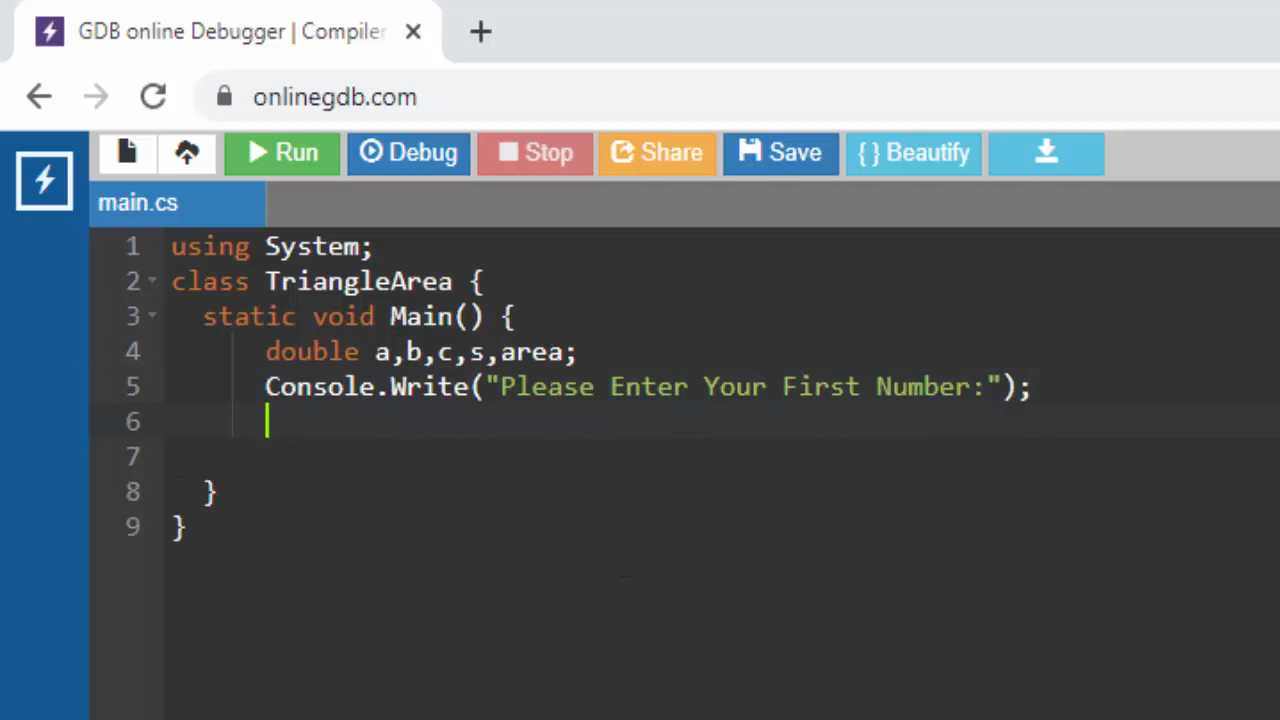 GDB online Debugger | Compiler
onlinegdb.com
Run Debug Stop Share Save { } Beautify
main.cs
1 using System;
2 class TriangleArea {
3 static void Main() {
4 double a,b,c,s,area;
5 Console.Write("Please Enter Your First Number:");
6
7
8 }
9 }